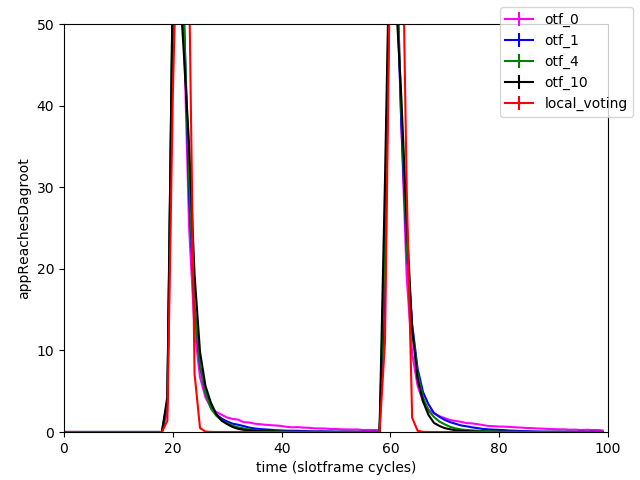 otf_0
otf_1
otf_4
otf_10
local_voting
50
40
30
20
10
0
appReachesDagroot
0 20 40 60 80 100
time (slotframe cycles)